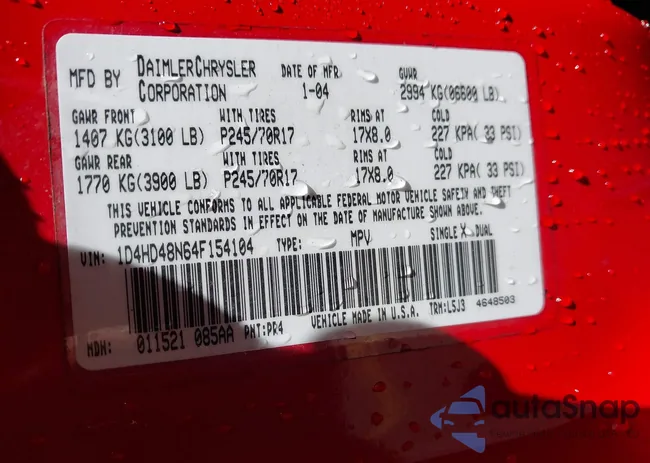 MFD BY DAIMLERCHRYSLER CORPORATION DATE OF MFR. 1-04 GVWR 2994 KG(06600 LB)
GAWR FRONT WITH TIRES RIMS AT COLD
1407 KG(3100 LB) P245/70R17 17X8.0 227 KPA( 33 PSI)
GAWR REAR WITH TIRES RIMS AT COLD
1770 KG(3900 LB) P245/70R17 17X8.0 227 KPA( 33 PSI)
THIS VEHICLE CONFORMS TO ALL APPLICABLE FEDERAL MOTOR VEHICLE SAFETY AND THEFT
PREVENTION STANDARDS IN EFFECT ON THE DATE OF MANUFACTURE SHOWN ABOVE.
VIN: 1D4HD48N64F154104 TYPE: MPV SINGLE X DUAL
MDH: 011521 085AA PNT:PR4 VEHICLE MADE IN U.S.A. TRM:L5J3 4648503
aulaSnap